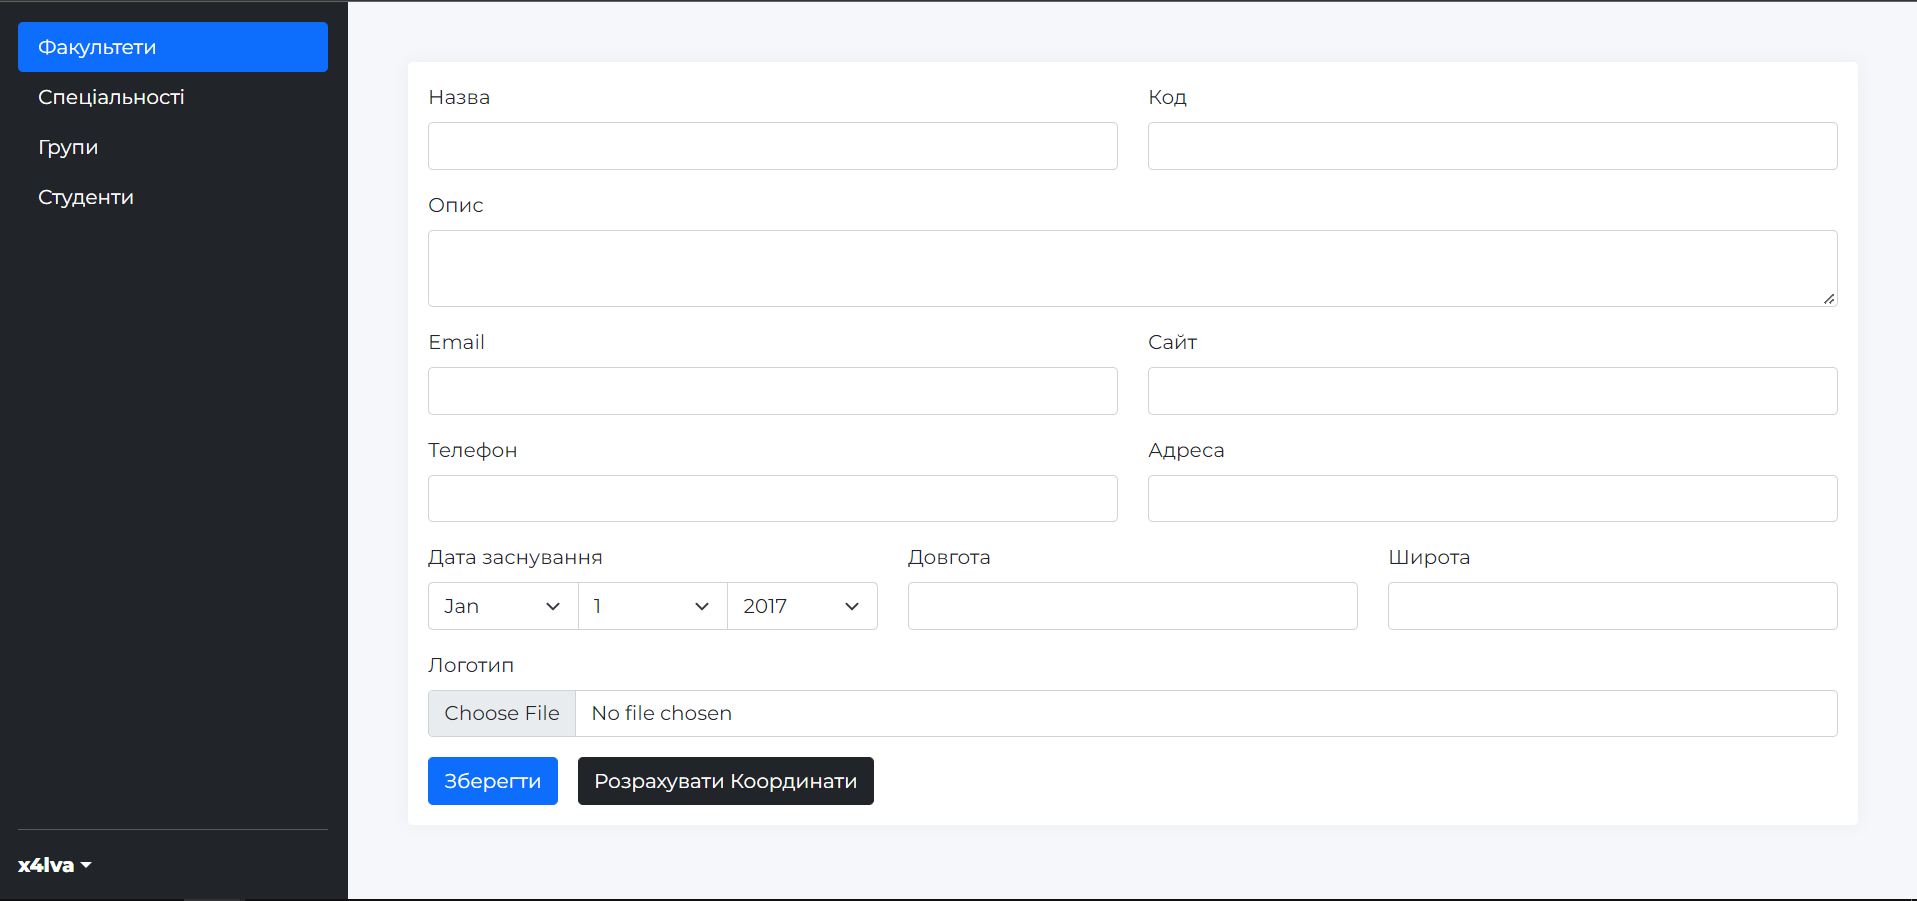 Факультети
Спеціальності
Групи
Студенти
x4lva
Назва
Код
Опис
Email
Сайт
Телефон
Адреса
Дата заснування
Довгота
Широта
Jan
1
2017
Логотип
Choose File
No file chosen
Зберегти
Розрахувати Координати